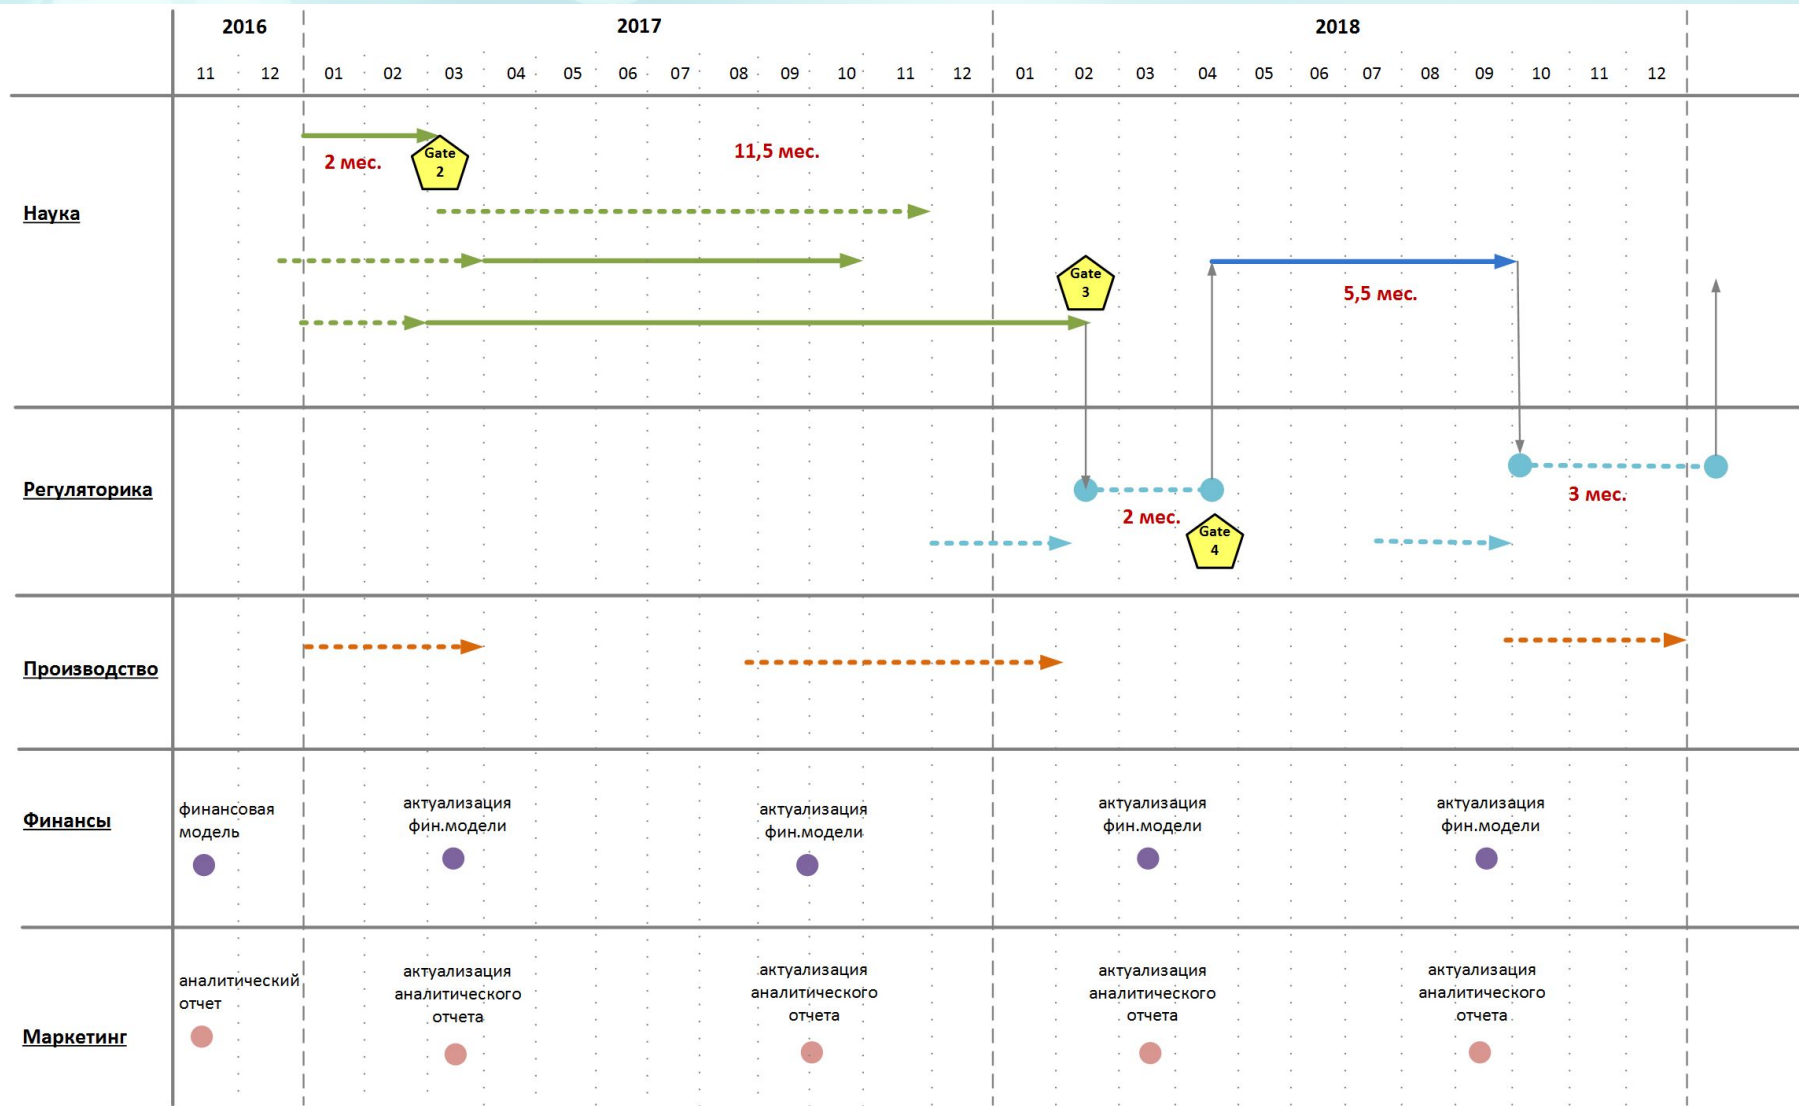 2016
2017
2018
11 12 01 02 03 04 05 06 07 08 09 10 11 12 01 02 03 04 05 06 07 08 09 10 11 12
Наука
2 мес.
Gate
2
11,5 мес.
Gate
3
5,5 мес.
Регуляторика
2 мес.
Gate
4
3 мес.
Производство
Финансы
финансовая
модель
актуализация
фин.модели
актуализация
фин.модели
актуализация
фин.модели
актуализация
фин.модели
Маркетинг
аналитический
отчет
актуализация
аналитического
отчета
актуализация
аналитического
отчета
актуализация
аналитического
отчета
актуализация
аналитического
отчета